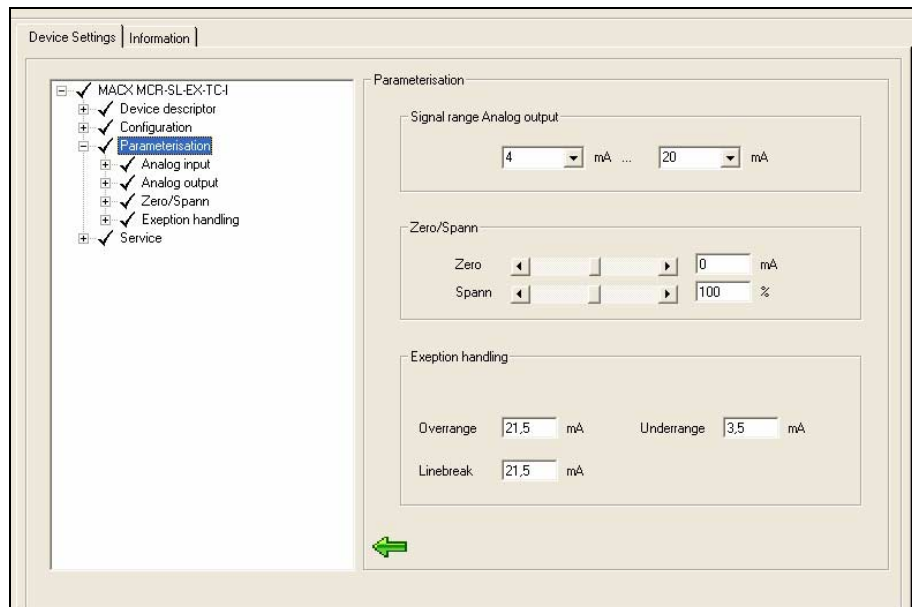 Device Settings Information
MACX MCR-SL-EX-TC-I
Device descriptor
Configuration
Parameterisation
Analog input
Analog output
Zero/Spann
Exeption handling
Service
Parameterisation
Signal range Analog output
4 mA ... 20 mA
Zero/Spann
Zero 0 mA
Spann 100 %
Exeption handling
Overrange 21,5 mA Underrange 3,5 mA
Linebreak 21,5 mA